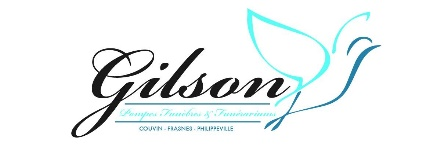 Gilson
Pompes Funèbres & Funérariums
COUVIN - FRASNES - PHILIPPEVILLE